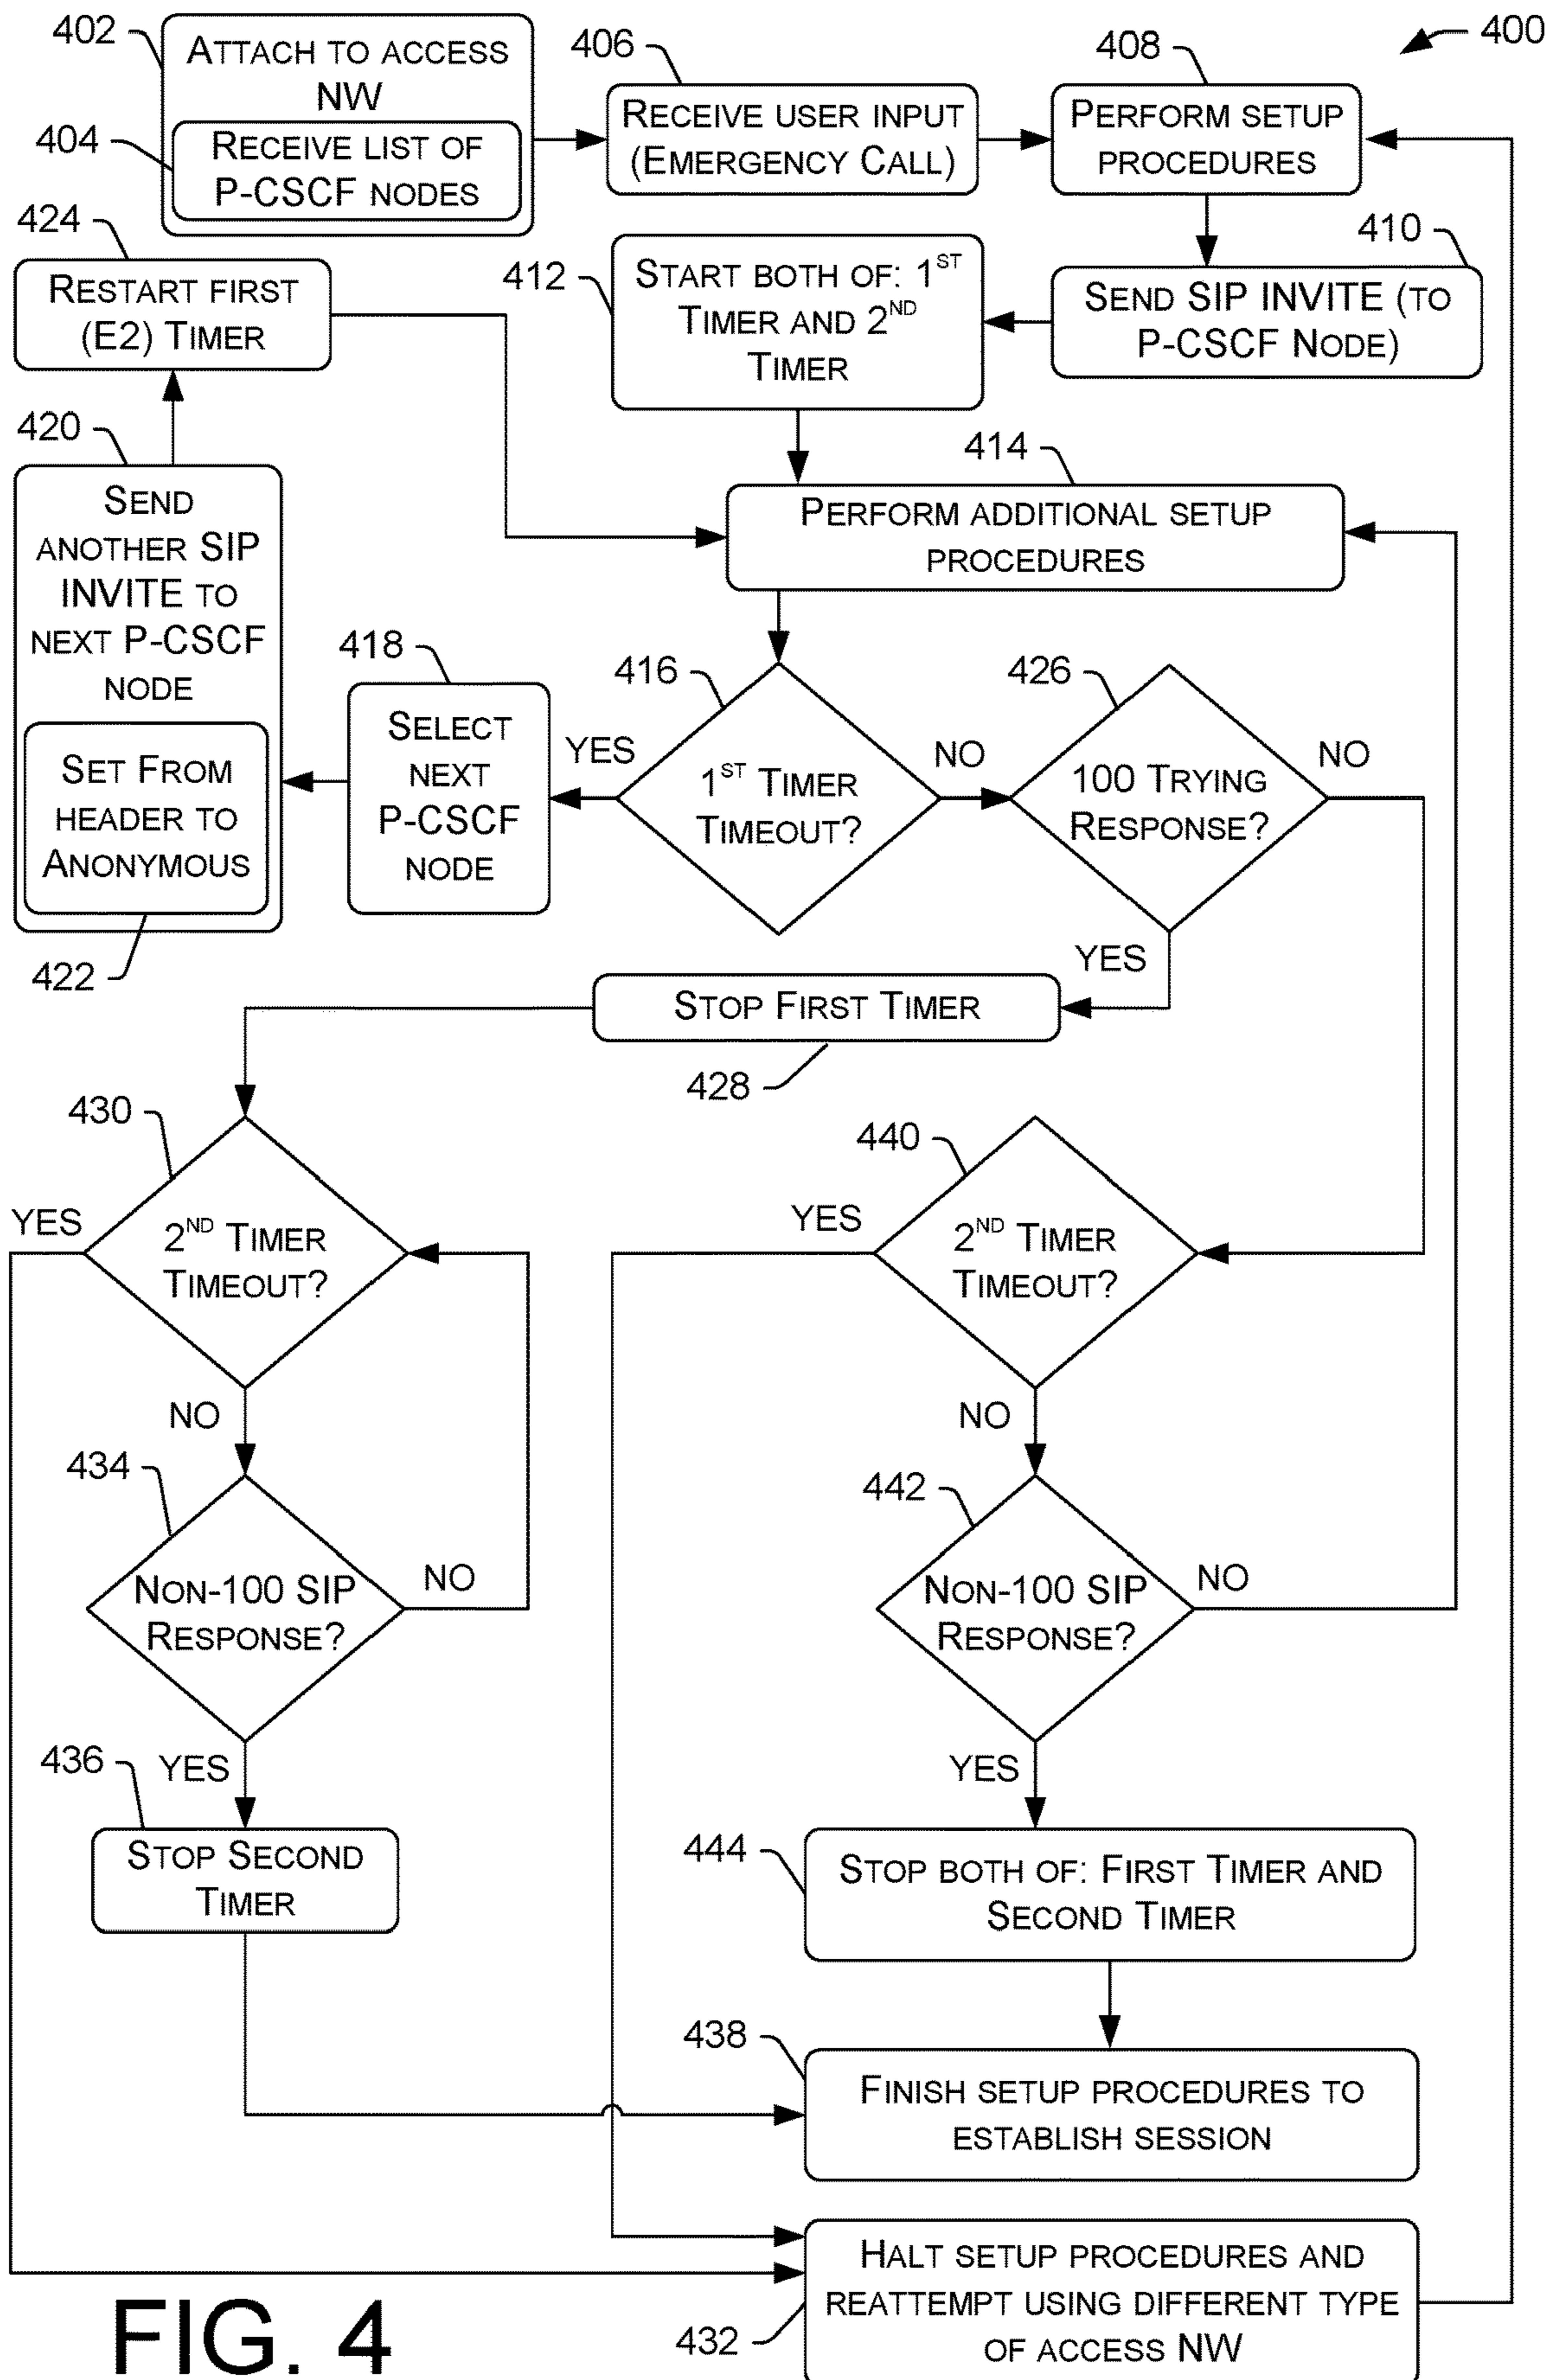 400
402
ATTACH TO ACCESS
NW
404
RECEIVE LIST OF
P-CSCF NODES
406
RECEIVE USER INPUT
(EMERGENCY CALL)
408
PERFORM SETUP
PROCEDURES
410
SEND SIP INVITE (TO
P-CSCF NODE)
412
START BOTH OF: 1ST
TIMER AND 2ND
TIMER
424
RESTART FIRST
(E2) TIMER
414
PERFORM ADDITIONAL SETUP
PROCEDURES
420
SEND
ANOTHER SIP
INVITE TO
NEXT P-CSCF
NODE
SET FROM
HEADER TO
ANONYMOUS
422
418
SELECT
NEXT
P-CSCF
NODE
YES
416
1ST TIMER
TIMEOUT?
NO
426
100 TRYING
RESPONSE?
NO
YES
STOP FIRST TIMER
428
430
2ND TIMER
TIMEOUT?
YES
NO
434
NON-100 SIP
RESPONSE?
NO
YES
436
STOP SECOND
TIMER
440
2ND TIMER
TIMEOUT?
YES
NO
442
NON-100 SIP
RESPONSE?
NO
YES
444
STOP BOTH OF: FIRST TIMER AND
SECOND TIMER
438
FINISH SETUP PROCEDURES TO
ESTABLISH SESSION
HALT SETUP PROCEDURES AND
REATTEMPT USING DIFFERENT TYPE
OF ACCESS NW
432
FIG. 4